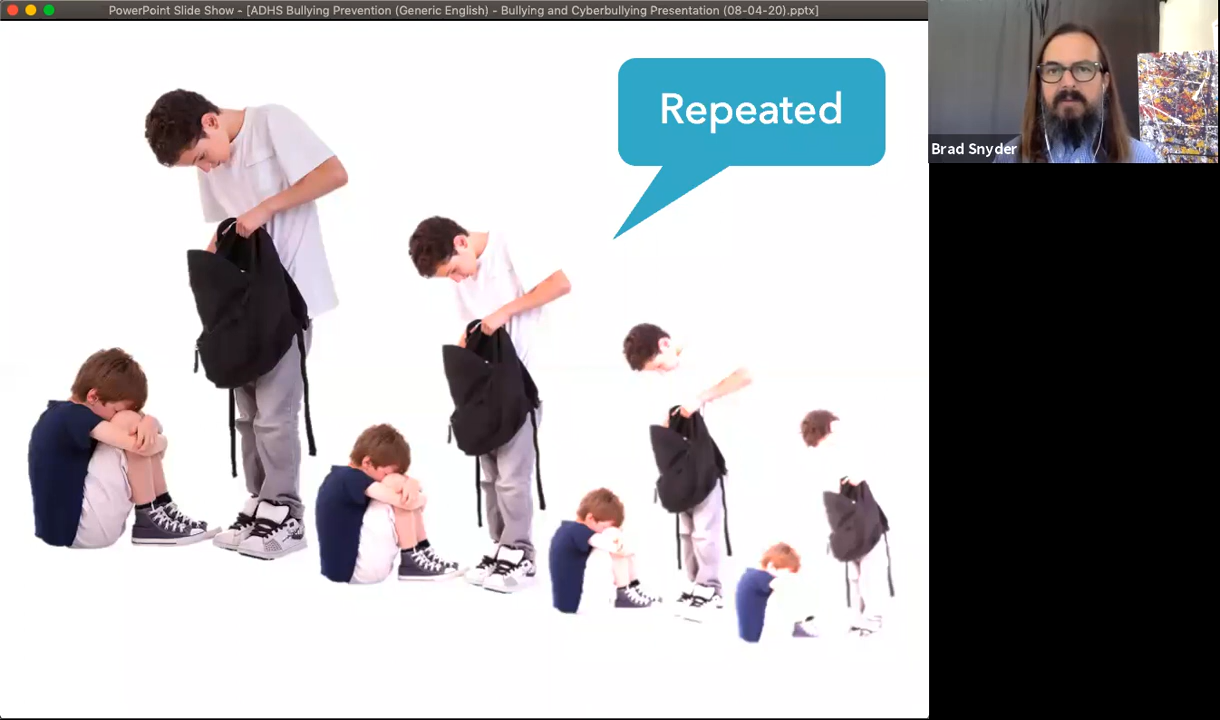 PowerPoint Slide Show - [ADHS Bullying Prevention (Generic English) - Bullying and Cyberbullying Presentation (08-04-20).pptx]
Repeated
Brad Snyder